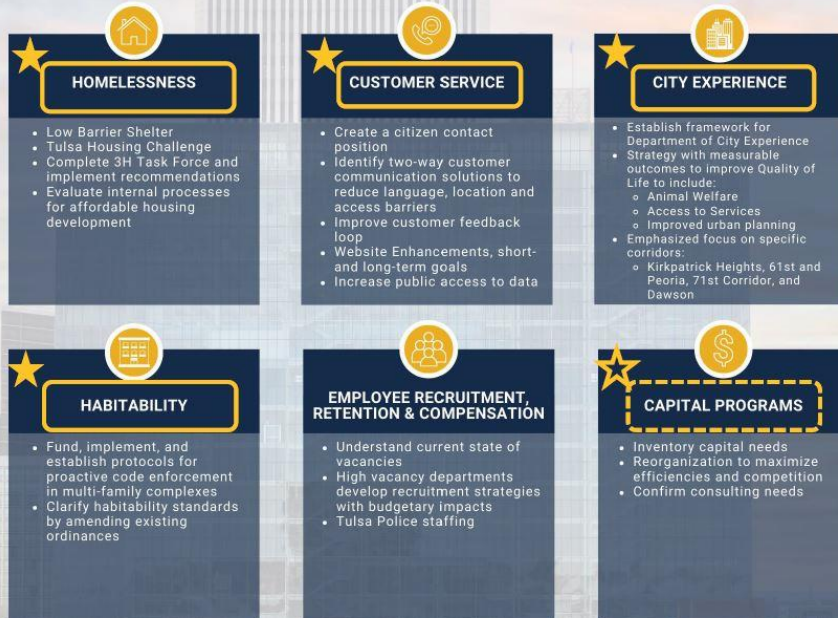 HOMELESSNESS
• Low Barrier Shelter
• Tulsa Housing Challenge
• Complete 3H Task Force and
implement recommendations
• Evaluate internal processes
for affordable housing
development
CUSTOMER SERVICE
• Create a citizen contact
position
• Identify two-way customer
communication solutions to
reduce language, location and
access barriers
• Improve customer feedback
loop
• Website Enhancements, short-
and long-term goals
• Increase public access to data
CITY EXPERIENCE
• Establish framework for
Department of City Experience
• Strategy with measurable
outcomes to improve Quality of
Life to include:
◦ Animal Welfare
◦ Access to Services
◦ Improved urban planning
• Emphasized focus on specific
corridors:
◦ Kirkpatrick Heights, 61st and
Peoria, 71st Corridor, and
Dawson
HABITABILITY
• Fund, implement, and
establish protocols for
proactive code enforcement
in multi-family complexes
• Clarify habitability standards
by amending existing
ordinances
EMPLOYEE RECRUITMENT,
RETENTION & COMPENSATION
• Understand current state of
vacancies
• High vacancy departments
develop recruitment strategies
with budgetary impacts
• Tulsa Police staffing
$
CAPITAL PROGRAMS
• Inventory capital needs
• Reorganization to maximize
efficiencies and competition
• Confirm consulting needs